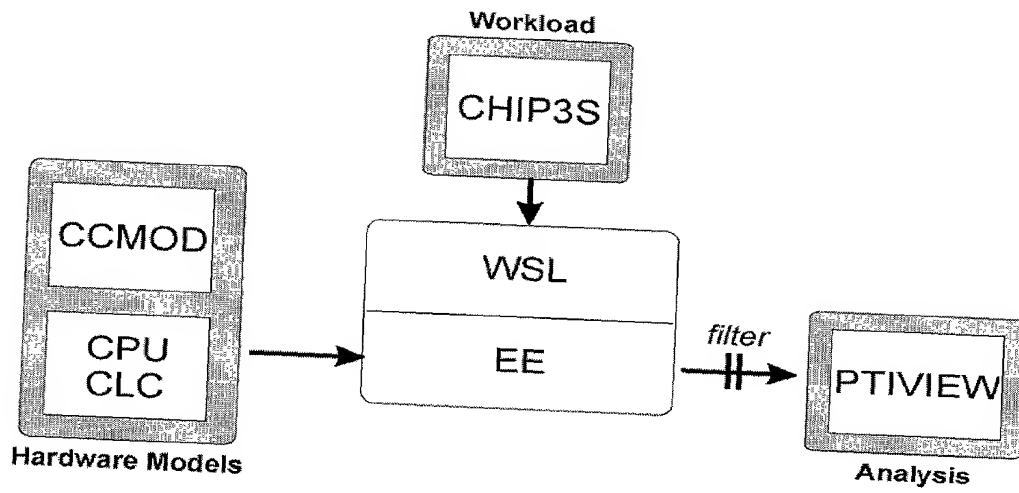 Workload
CHIP3S
CCMOD
CPU
CLC
Hardware Models
WSL
EE
filter
PTIVIEW
Analysis